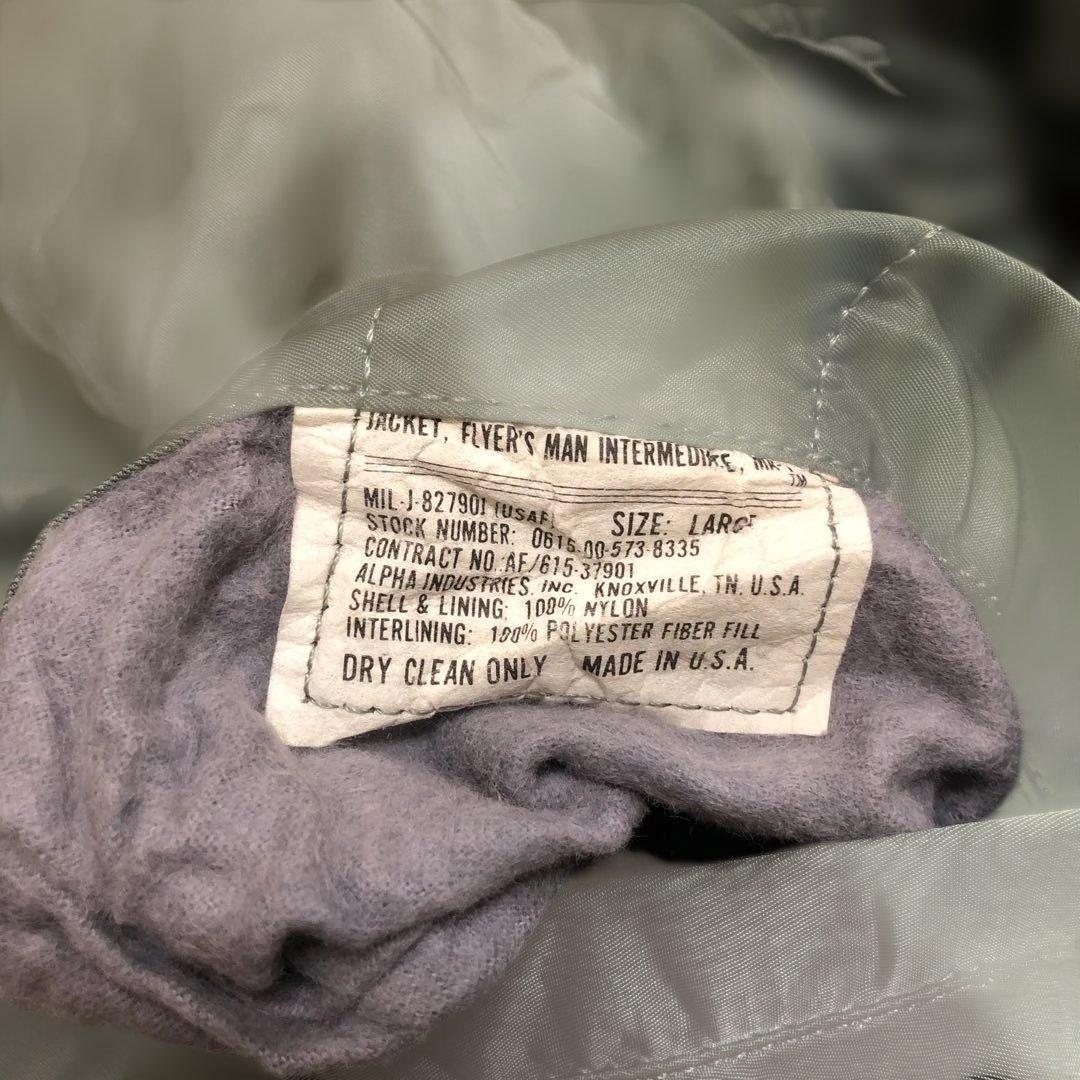 JACKET, FLYER'S MAN INTERMEDIRE,
TM
MIL-J-827901 (USAF) SIZE: LARGE
STOCK NUMBER: 0615-00-573-8335
CONTRACT NO.:AF/615-37901
ALPHA INDUSTRIES, INC. KNOXVILLE, TN. U.S.A.
SHELL & LINING: 100% NYLON
INTERLINING: 100% POLYESTER FIBER FILL
DRY CLEAN ONLY MADE IN U.S.A.